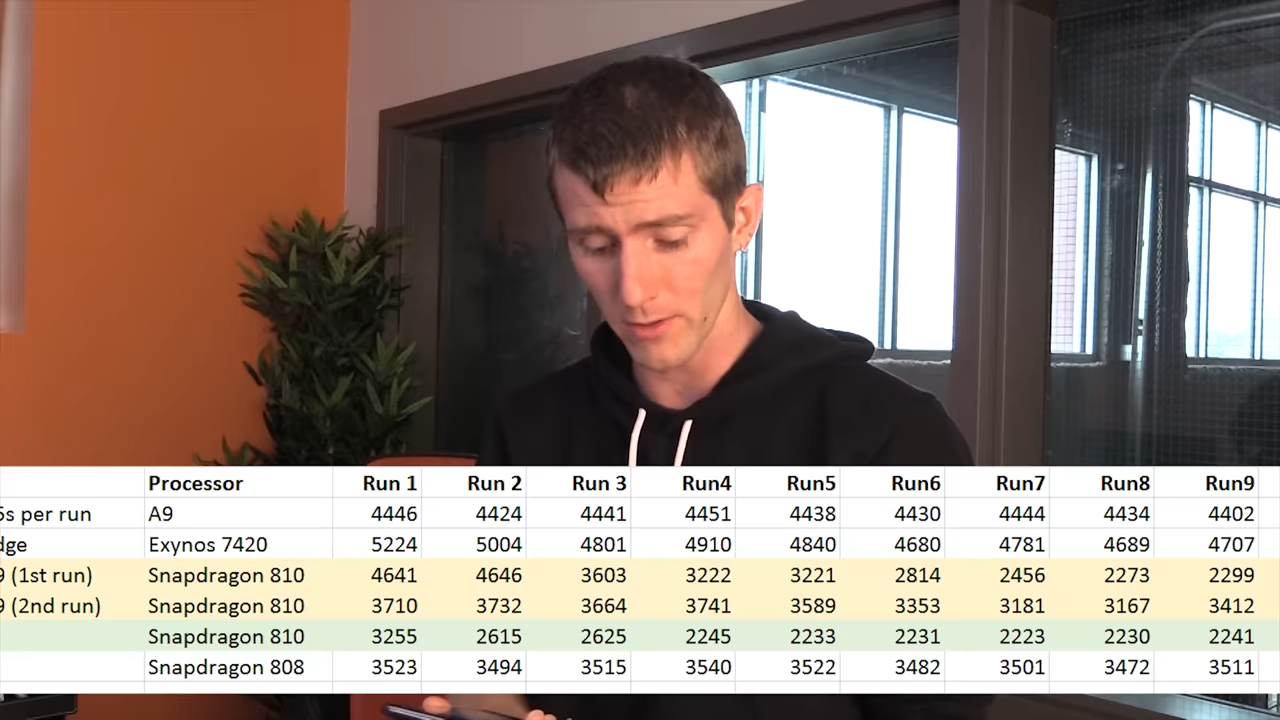 Processor Run 1 Run 2 Run 3 Run4 Run5 Run6 Run7 Run8 Run9
per run A9 4446 4424 4441 4451 4438 4430 4444 4434 4402
Exynos 7420 5224 5004 4801 4910 4840 4680 4781 4689 4707
(1st run) Snapdragon 810 4641 4646 3603 3222 3221 2814 2456 2273 2299
(2nd run) Snapdragon 810 3710 3732 3664 3741 3589 3353 3181 3167 3412
Snapdragon 810 3255 2615 2625 2245 2233 2231 2223 2230 2241
Snapdragon 808 3523 3494 3515 3540 3522 3482 3501 3472 3511